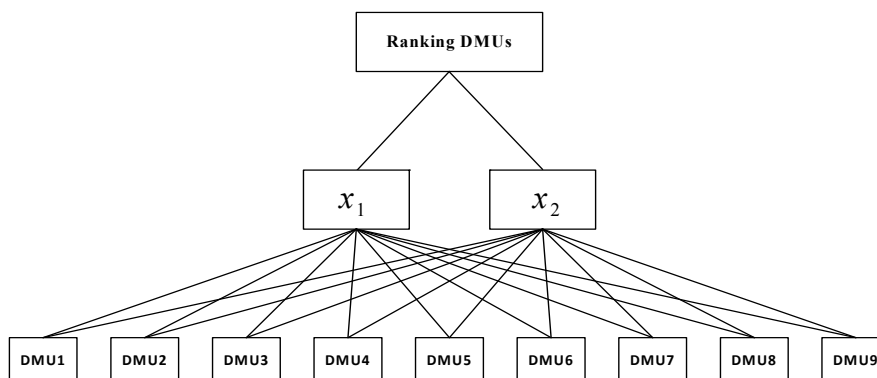 Ranking DMUs
x₁
x₂
DMU1
DMU2
DMU3
DMU4
DMU5
DMU6
DMU7
DMU8
DMU9